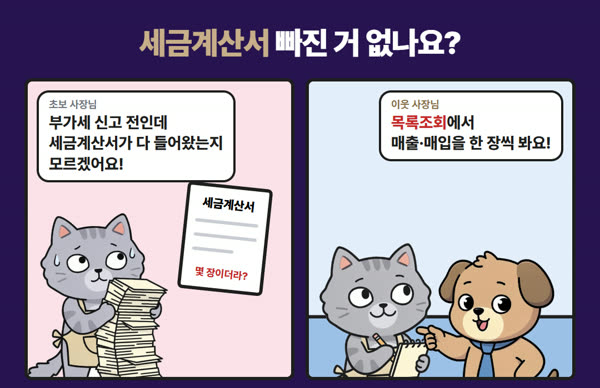 세금계산서 빠진 거 없나요?
초보 사장님
부가세 신고 전인데
세금계산서가 다 들어왔는지
모르겠어요!
세금계산서
몇 장이더라?
이웃 사장님
목록조회에서
매출·매입을 한 장씩 봐요!